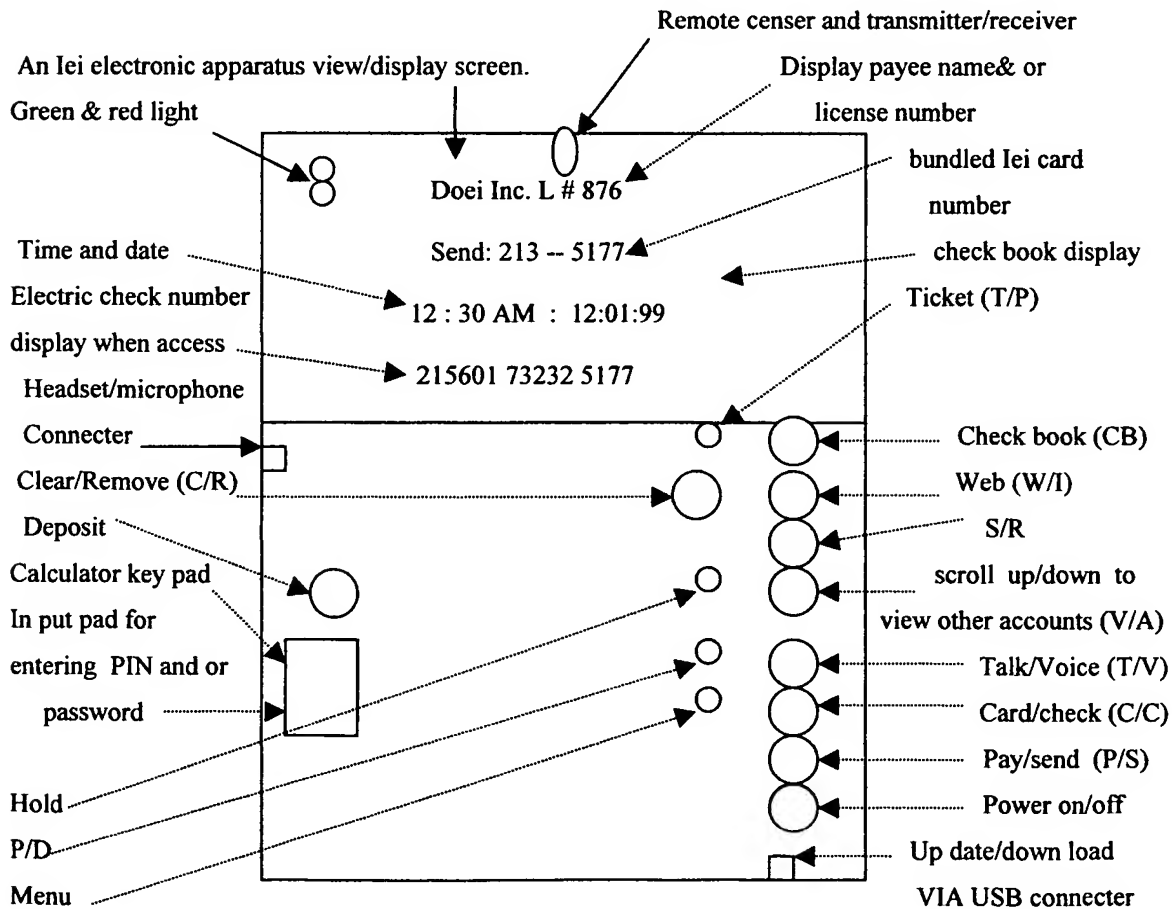 Remote censer and transmitter/receiver
An Iei electronic apparatus view/display screen.
Display payee name& or
license number
Green & red light
bundled Iei card
number
Doei Inc. L # 876
Send: 213 -- 5177
Time and date
check book display
Electric check number
display when access
12 : 30 AM : 12:01:99
Ticket (T/P)
215601 73232 5177
Headset/microphone
Connecter
Check book (CB)
Clear/Remove (C/R)
Web (W/I)
Deposit
S/R
Calculator key pad
scroll up/down to
view other accounts (V/A)
In put pad for
entering PIN and or
password
Talk/Voice (T/V)
Card/check (C/C)
Pay/send (P/S)
Hold
Power on/off
P/D
Up date/down load
VIA USB connecter
Menu